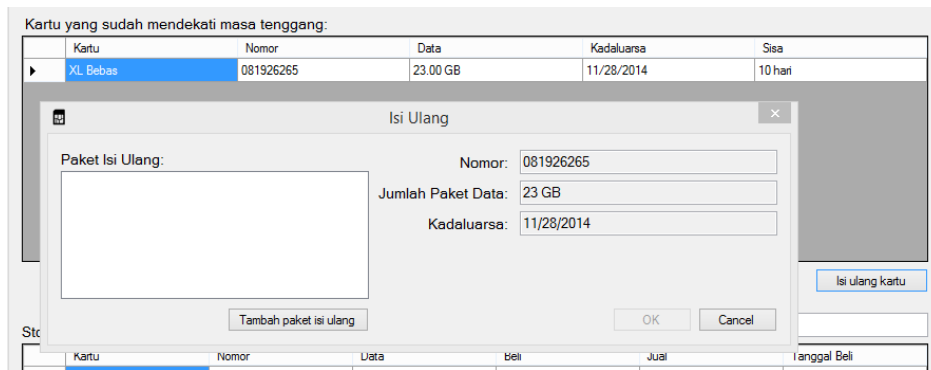 Kartu yang sudah mendekati masa tenggang:
Kartu Nomor Data Kadaluarsa Sisa
XL Bebas 081926265 23.00 GB 11/28/2014 10 hari
Isi Ulang
Paket Isi Ulang:
Nomor: 081926265
Jumlah Paket Data: 23 GB
Kadaluarsa: 11/28/2014
Isi ulang kartu
Tambah paket isi ulang OK Cancel
Sto
Kartu Nomor Data Beli Jual Tanggal Beli